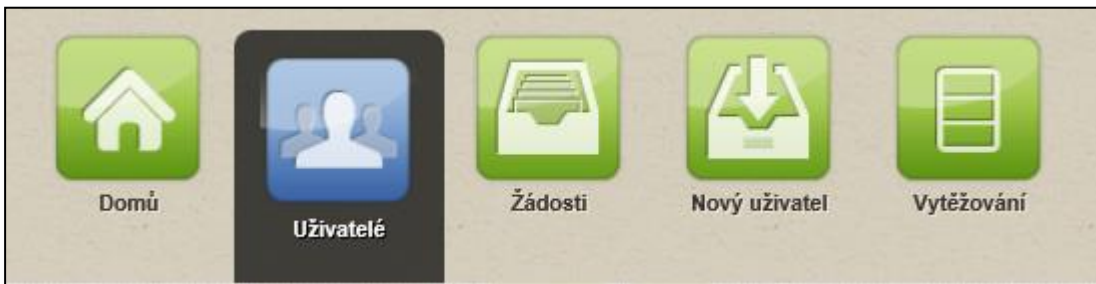 Domů
Uživatelé
Žádosti
Nový uživatel
Vytěžování